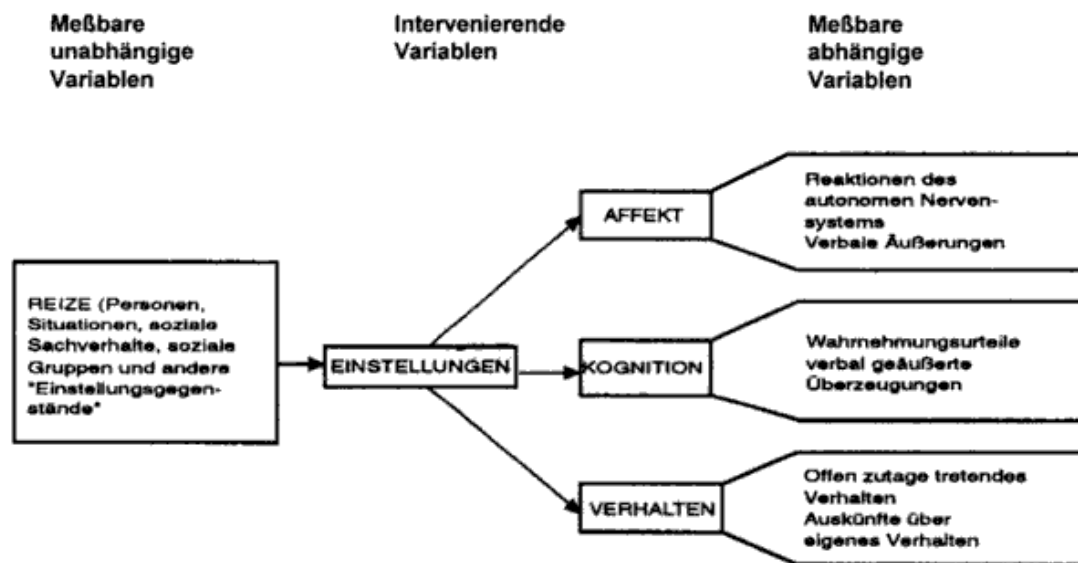 Meßbare
unabhängige
Variablen
Intervenierende
Variablen
Meßbare
abhängige
Variablen
REIZE (Personen,
Situationen, soziale
Sachverhalte, soziale
Gruppen und andere
"Einstellungsgegen-
stände"
EINSTELLUNGEN
AFFEKT
Reaktionen des
autonomen Nerven-
systems
Verbale Äußerungen
KOGNITION
Wahrnehmungsurteile
verbal geäußerte
Überzeugungen
VERHALTEN
Offen zutage tretendes
Verhalten
Auskünfte über
eigenes Verhalten